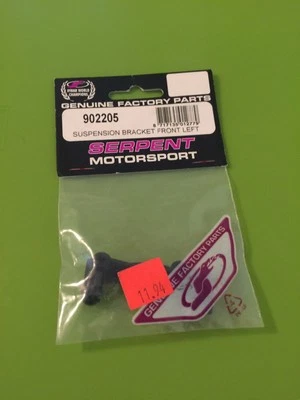 GENUINE FACTORY PARTS
902205
SUSPENSION BRACKET FRONT LEFT
SERPENT
MOTORSPORT
11.94
GENUINE
FACTORY PARTS